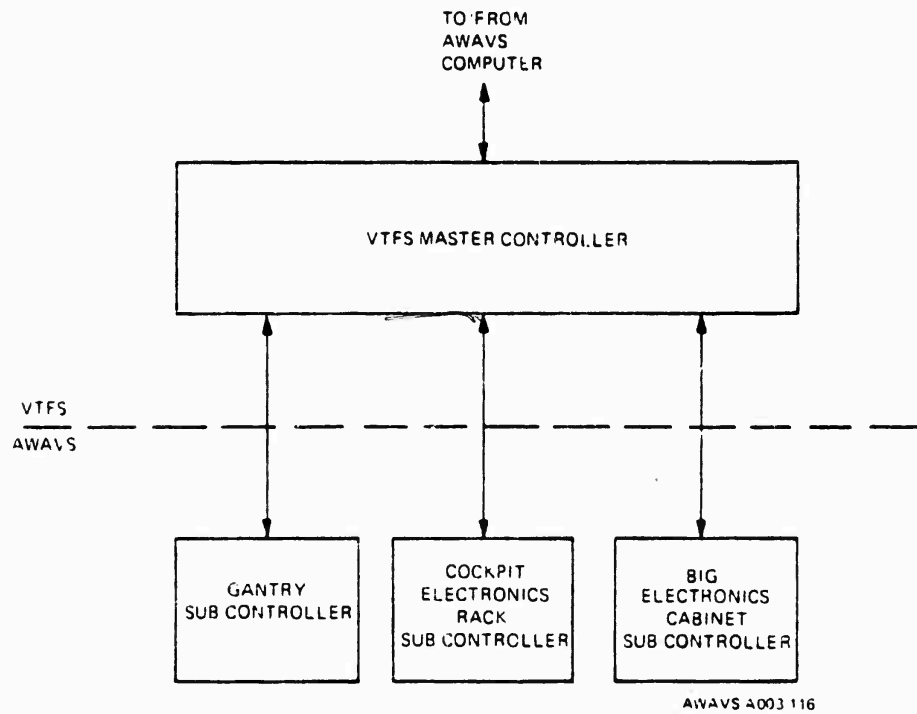 TO/FROM
AWAVS
COMPUTER
VTFS MASTER CONTROLLER
VTFS
AWAVS
GANTRY
SUB CONTROLLER
COCKPIT
ELECTRONICS
RACK
SUB CONTROLLER
BIG
ELECTRONICS
CABINET
SUB CONTROLLER
AWAVS A003 116